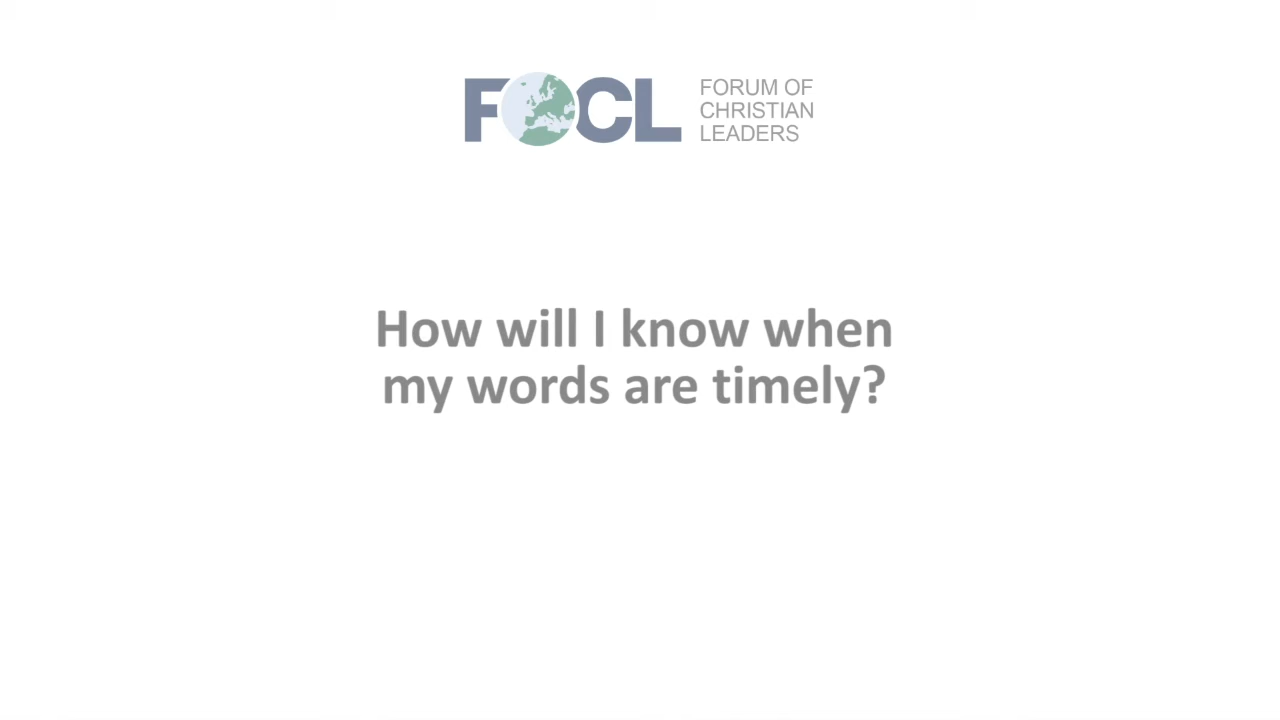 FOCL
FORUM OF
CHRISTIAN
LEADERS
How will I know when
my words are timely?